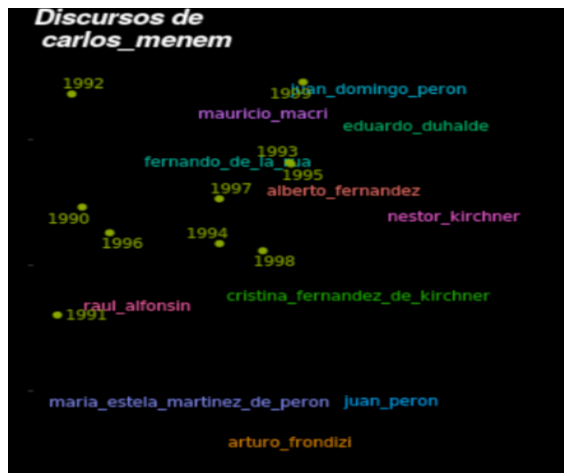 Discursos de
carlos_menem
1992
1989
juan_domingo_peron
mauricio_macri
eduardo_duhalde
1993
fernando_de_la_rua
1995
1997
alberto_fernandez
1990
nestor_kirchner
1994
1996
1998
cristina_fernandez_de_kirchner
raul_alfonsin
1991
maria_estela_martinez_de_peron
juan_peron
arturo_frondizi